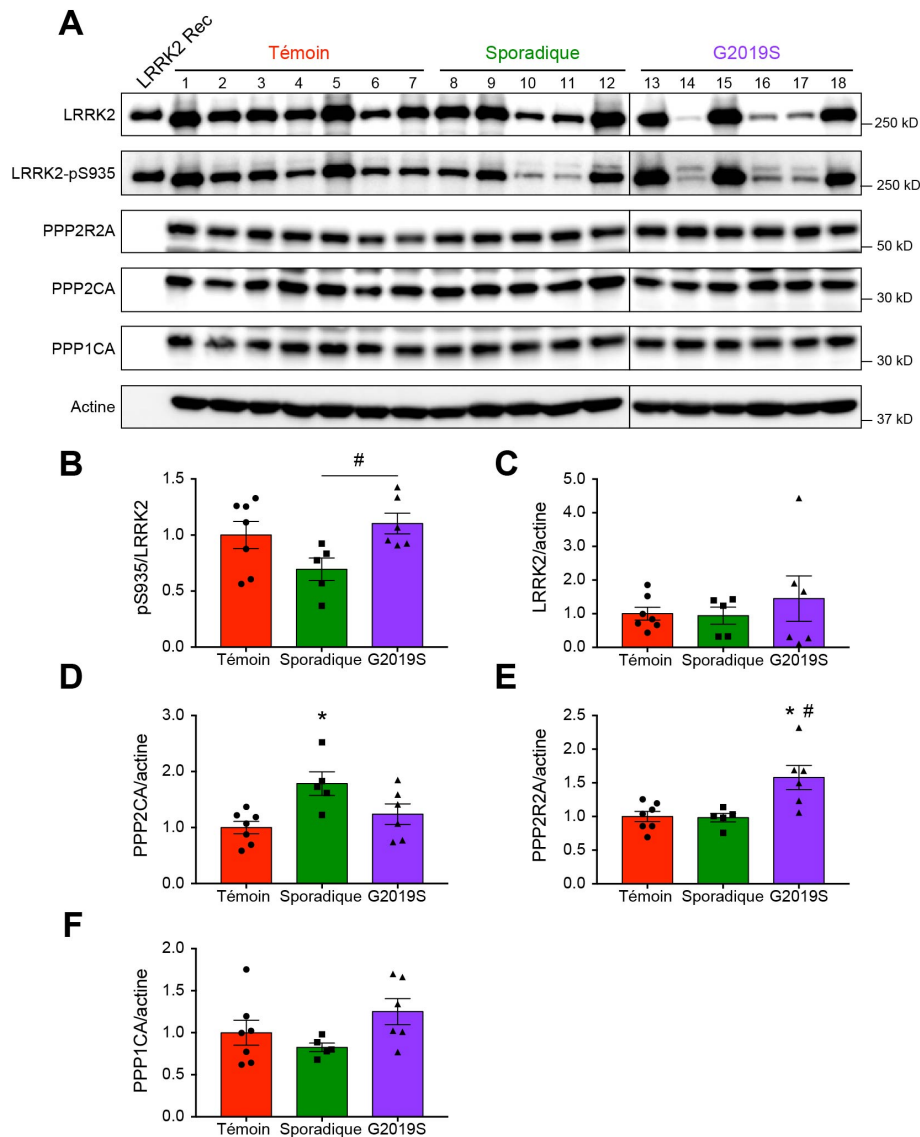 A
LRRK2 Rec
Témoin Sporadique G2019S
1 2 3 4 5 6 7 8 9 10 11 12 13 14 15 16 17 18
LRRK2
250 kD
LRRK2-pS935
250 kD
PPP2R2A
50 kD
PPP2CA
30 kD
PPP1CA
30 kD
Actine
37 kD
B
pS935/LRRK2
1.5
1.0
0.5
0.0
#
Témoin Sporadique G2019S
C
LRRK2/actine
5.0
4.0
3.0
2.0
1.0
0.0
Témoin Sporadique G2019S
D
PPP2CA/actine
3.0
2.0
1.0
0.0
*
Témoin Sporadique G2019S
E
PPP2R2A/actine
2.5
2.0
1.5
1.0
0.5
0.0
* #
Témoin Sporadique G2019S
F
PPP1CA/actine
2.0
1.5
1.0
0.5
0.0
Témoin Sporadique G2019S